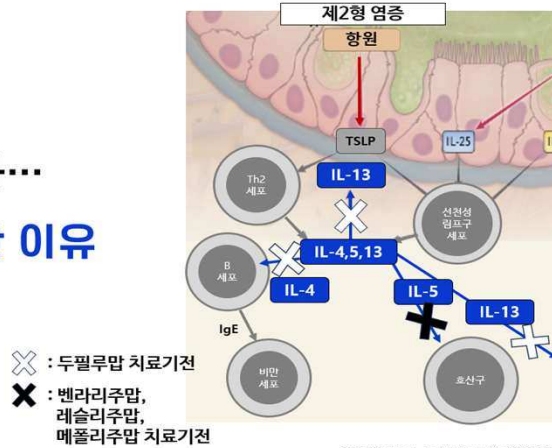 제2형 염증
항원
TSLP
IL-25
IL-13
Th2
세포
선천성
림프구
세포
이유
IL-4,5,13
B
세포
IL-4
IL-5
IL-13
IgE
: 두필루맙 치료기전
비만
세포
호산구
: 벤라리주맙,
레슬리주맙,
메폴리주맙 치료기전